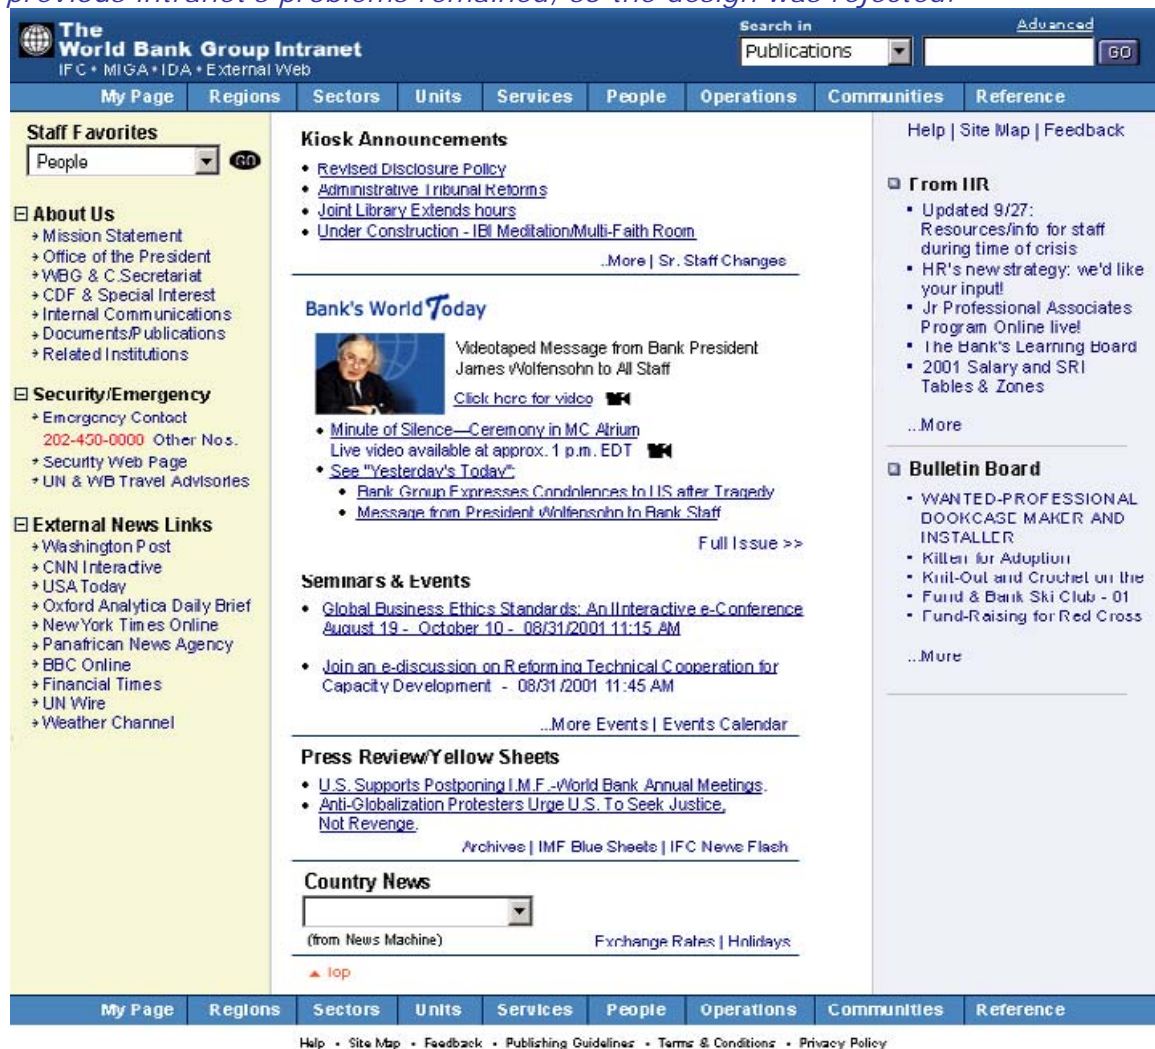 previous intranet's problems remained, so the design was rejected.
The
World Bank Group Intranet
IFC • MIGA • IDA • External Web
Search in
Advanced
Publications
GO
My Page Regions Sectors Units Services People Operations Communities Reference
Staff Favorites
People
GO
About Us
Mission Statement
Office of the President
WBG & C.Secretariat
CDF & Special Interest
Internal Communications
Documents/Publications
Related Institutions
Security/Emergency
Emergency Contact
202-450-0000 Other Nos.
Security Web Page
UN & WB Travel Advisories
External News Links
Washington Post
CNN Interactive
USA Today
Oxford Analytica Daily Brief
New York Times Online
Panafrican News Agency
BBC Online
Financial Times
UN Wire
Weather Channel
Kiosk Announcements
• Revised Disclosure Policy
• Administrative Tribunal Reforms
• Joint Library Extends hours
• Under Construction - IBI Meditation/Multi-Faith Room
..More | Sr. Staff Changes
Bank's World Today
Videotaped Message from Bank President
James Wolfensohn to All Staff
Click here for video
• Minute of Silence—Ceremony in MC Atrium
Live video available at approx. 1 p.m. EDT
• See "Yesterday's Today":
• Bank Group Expresses Condolences to US after Tragedy
• Message from President Wolfensohn to Bank Staff
Full Issue >>
Seminars & Events
• Global Business Ethics Standards: An IInteractive e-Conference
August 19 - October 10 - 08/31/2001 11:15 AM
• Join an e-discussion on Reforming Technical Cooperation for
Capacity Development - 08/31/2001 11:45 AM
...More Events | Events Calendar
Press Review/Yellow Sheets
• U.S. Supports Postponing I.M.F.-World Bank Annual Meetings.
• Anti-Globalization Protesters Urge U.S. To Seek Justice,
Not Revenge.
Archives | IMF Blue Sheets | IFC News Flash
Country News
(from News Machine)
Exchange Rates | Holidays
Top
Help | Site Map | Feedback
From HR
• Updated 9/27:
Resources/info for staff
during time of crisis
• HR's new strategy: we'd like
your input!
• Jr Professional Associates
Program Online live!
• The Bank's Learning Board
• 2001 Salary and SRI
Tables & Zones
...More
Bulletin Board
• WANTED-PROFESSIONAL
BOOKCASE MAKER AND
INSTALLER
• Kitten for Adoption
• Knit-Out and Crochet on the
• Fund & Bank Ski Club - 01
• Fund-Raising for Red Cross
...More
My Page Regions Sectors Units Services People Operations Communities Reference
Help • Site Map • Feedback • Publishing Guidelines • Terms & Conditions • Privacy Policy